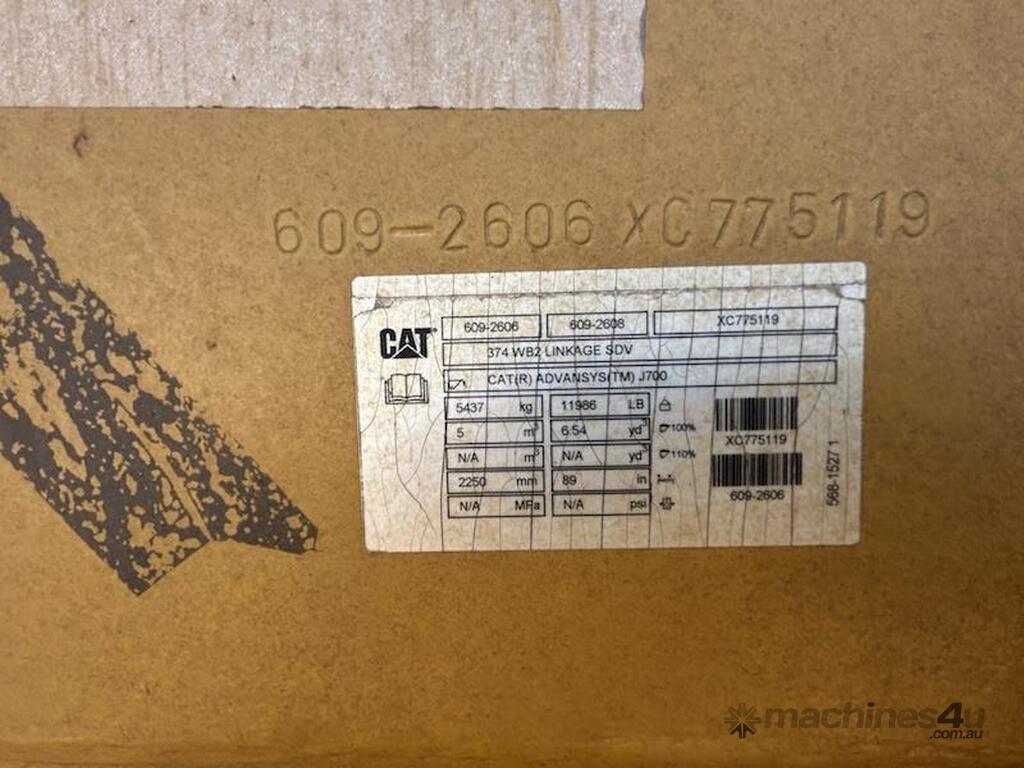 609-2606 XC775119
CAT 609-2606 609-2608 XC775119
374 WB2 LINKAGE SDV
CAT(R) ADVANSYS(TM) J700
5437 kg 11986 LB
5 m³ 6.54 yd³ 100%
N/A m³ N/A yd³ 110%
2250 mm 89 in
N/A MPa N/A psi
XC775119
609-2606
568-1527 1
machines4u
.com.au